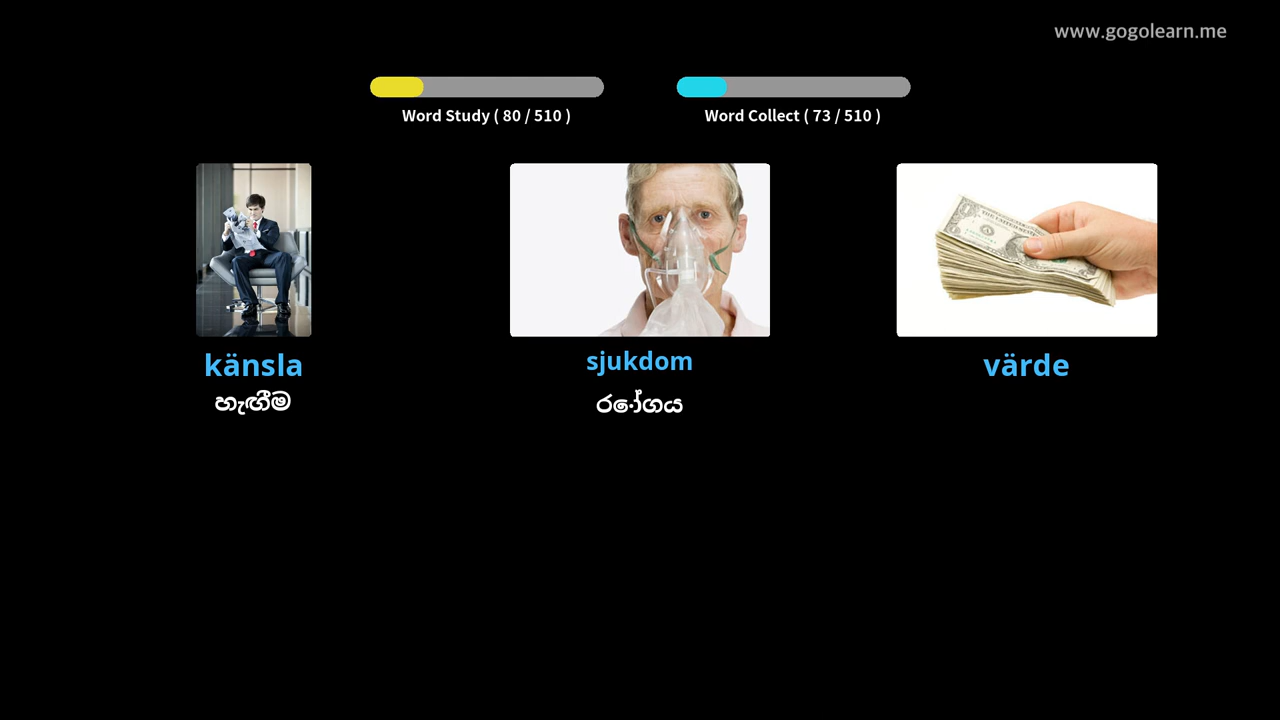 www.gogolearn.me
Word Study ( 80 / 510 )
Word Collect ( 73 / 510 )
känsla
හැඟීම
sjukdom
රෝගය
värde